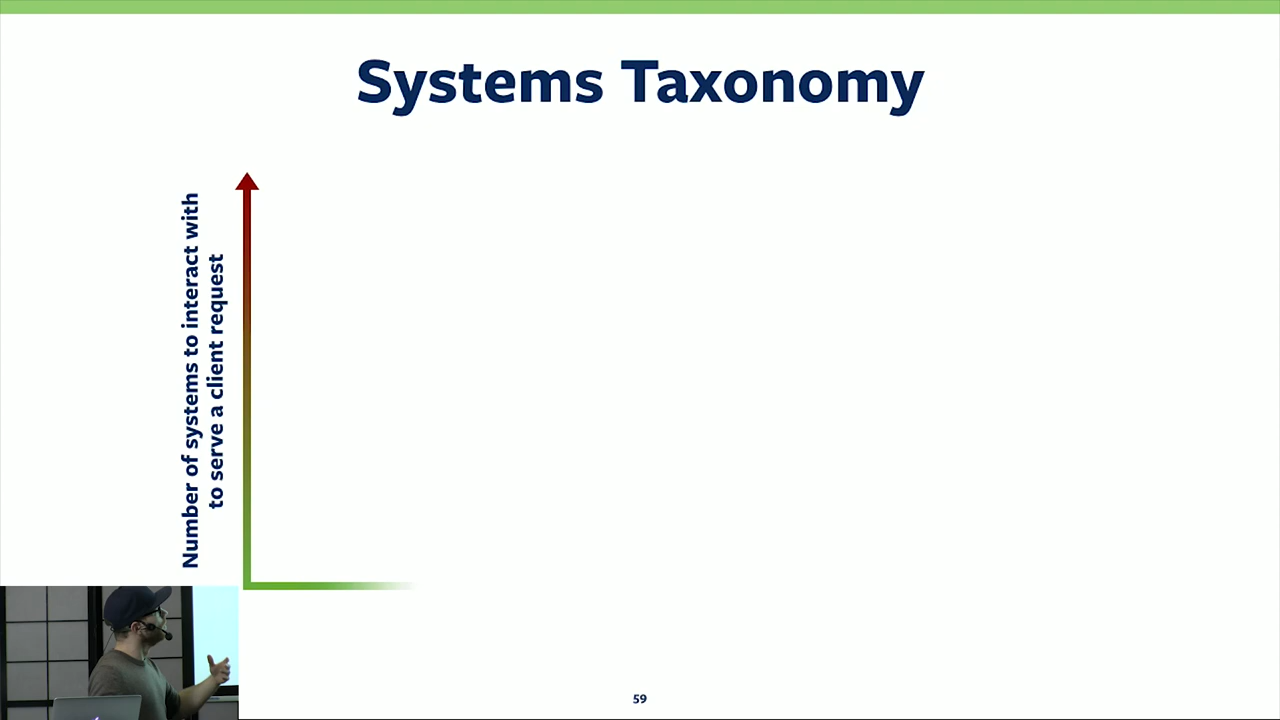 Systems Taxonomy
Number of systems to interact with
to serve a client request
59